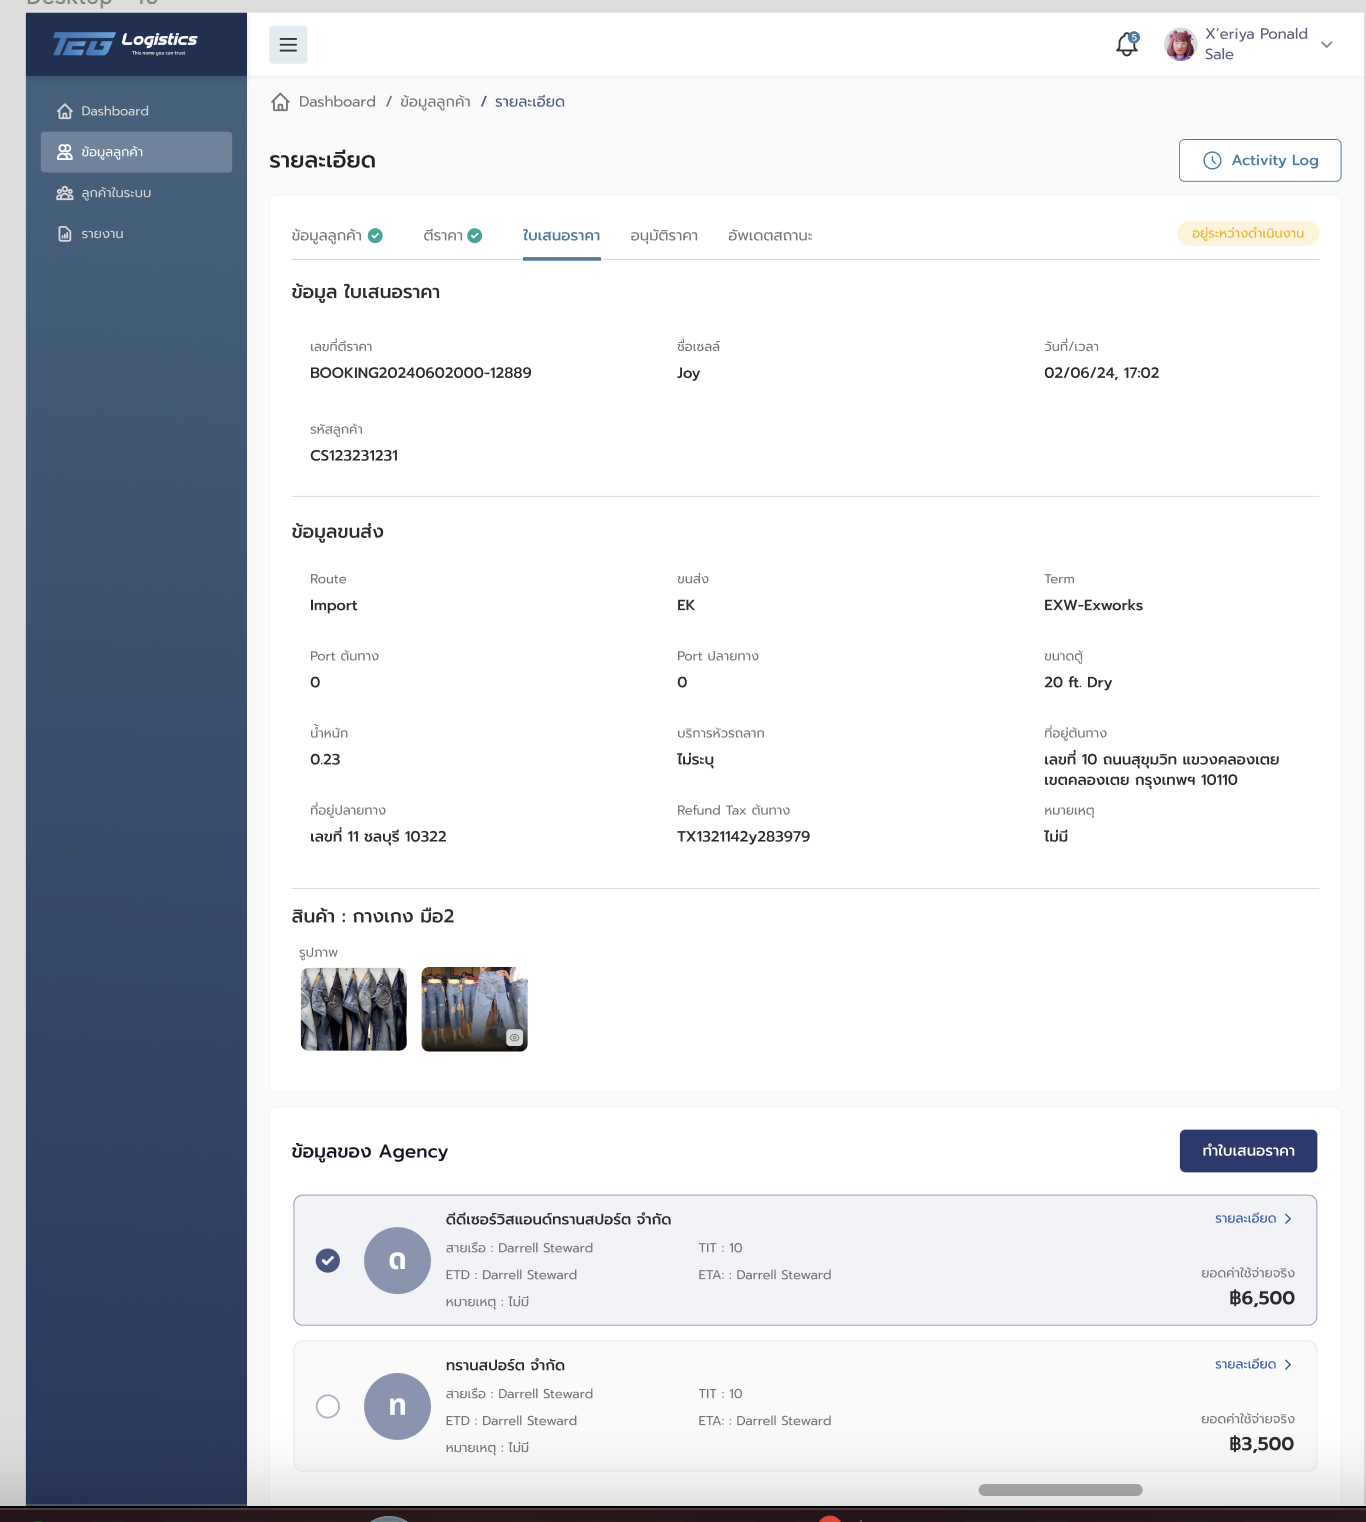 TEG Logistics
This name you can trust
5
X'eriya Ponald
Sale
Dashboard
ข้อมูลลูกค้า
ลูกค้าในระบบ
รายงาน
Dashboard / ข้อมูลลูกค้า / รายละเอียด
รายละเอียด
Activity Log
ข้อมูลลูกค้า ตีราคา ใบเสนอราคา อนุมัติราคา อัพเดตสถานะ
อยู่ระหว่างดำเนินงาน
ข้อมูล ใบเสนอราคา
เลขที่ตีราคา ชื่อเซลล์ วันที่/เวลา
BOOKING20240602000-12889 Joy 02/06/24, 17:02
รหัสลูกค้า
CS123231231
ข้อมูลขนส่ง
Route ขนส่ง Term
Import EK EXW-Exworks
Port ต้นทาง Port ปลายทาง ขนาดตู้
0 0 20 ft. Dry
น้ำหนัก บริการหัวรถลาก ที่อยู่ต้นทาง
0.23 ไม่ระบุ เลขที่ 10 ถนนสุขุมวิท แขวงคลองเตย
เขตคลองเตย กรุงเทพฯ 10110
ที่อยู่ปลายทาง Refund Tax ต้นทาง หมายเหตุ
เลขที่ 11 ชลบุรี 10322 TX1321142y283979 ไม่มี
สินค้า : กางเกง มือ2
รูปภาพ
ข้อมูลของ Agency
ทำใบเสนอราคา
ด
ดีดีเซอร์วิสแอนด์ทรานสปอร์ต จำกัด
รายละเอียด
สายเรือ : Darrell Steward TIT : 10
ETD : Darrell Steward ETA: : Darrell Steward
ยอดค่าใช้จ่ายจริง
หมายเหตุ : ไม่มี
฿6,500
ท
ทรานสปอร์ต จำกัด
รายละเอียด
สายเรือ : Darrell Steward TIT : 10
ETD : Darrell Steward ETA: : Darrell Steward
ยอดค่าใช้จ่ายจริง
หมายเหตุ : ไม่มี
฿3,500